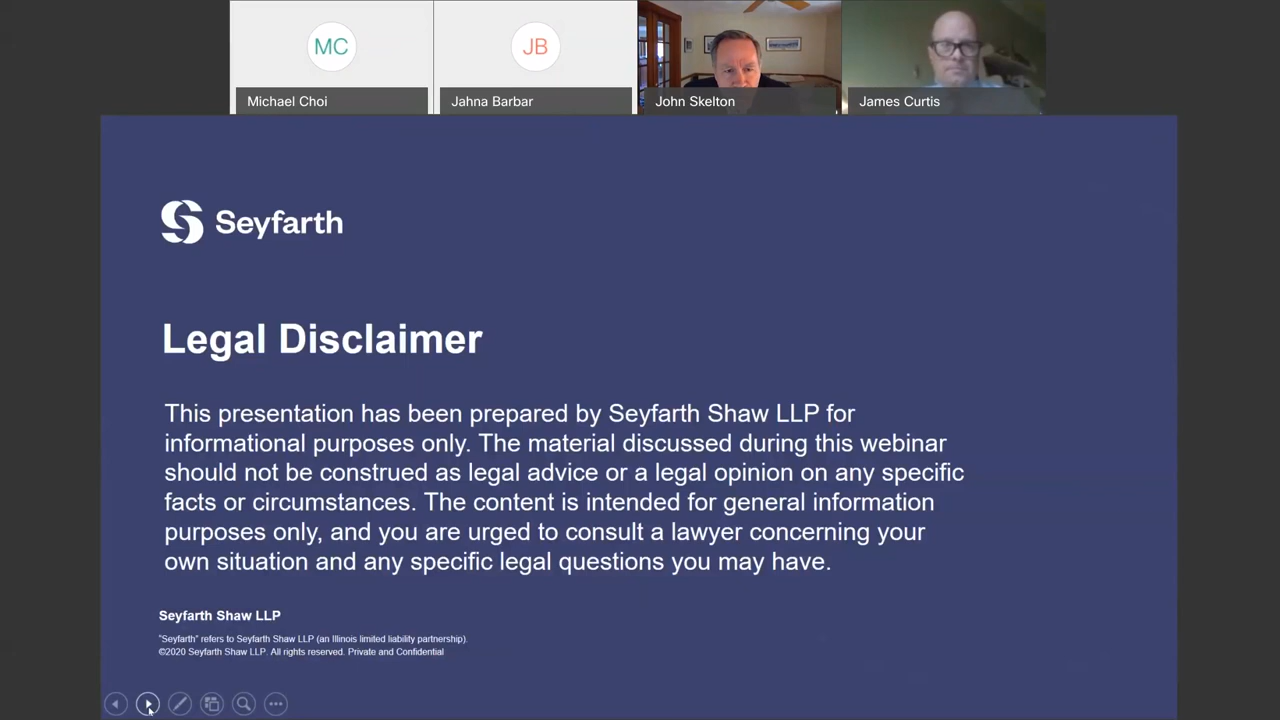 MC
JB
Michael Choi
Jahna Barbar
John Skelton
James Curtis
Seyfarth
Legal Disclaimer
This presentation has been prepared by Seyfarth Shaw LLP for
informational purposes only. The material discussed during this webinar
should not be construed as legal advice or a legal opinion on any specific
facts or circumstances. The content is intended for general information
purposes only, and you are urged to consult a lawyer concerning your
own situation and any specific legal questions you may have.
Seyfarth Shaw LLP
"Seyfarth" refers to Seyfarth Shaw LLP (an Illinois limited liability partnership).
©2020 Seyfarth Shaw LLP. All rights reserved. Private and Confidential